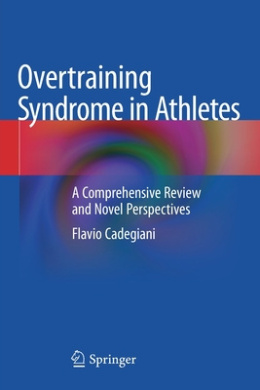 Overtraining
Syndrome in Athletes
A Comprehensive Review
and Novel Perspectives
Flavio Cadegiani
Springer